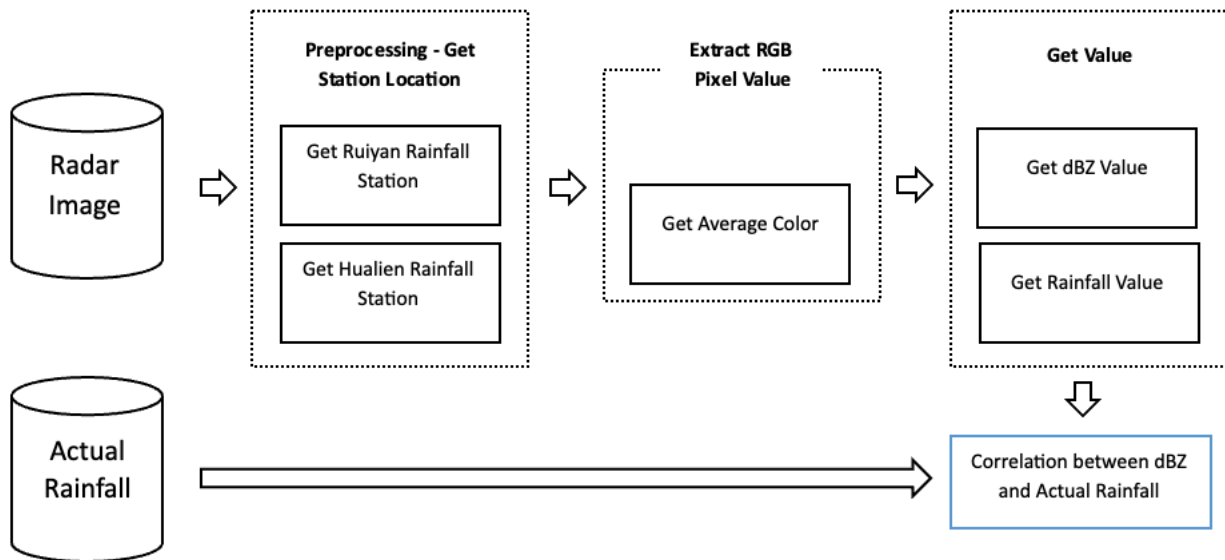 Radar
Image
Preprocessing - Get
Station Location
Get Ruiyan Rainfall
Station
Get Hualien Rainfall
Station
Extract RGB
Pixel Value
Get Average Color
Get Value
Get dBZ Value
Get Rainfall Value
Actual
Rainfall
Correlation between dBZ
and Actual Rainfall